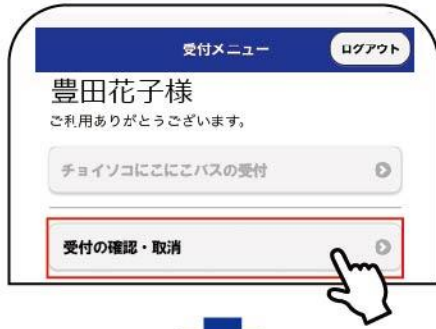 受付メニュー
ログアウト
豊田花子様
ご利用ありがとうございます。
チョイソコにこにこバスの受付
受付の確認・取消